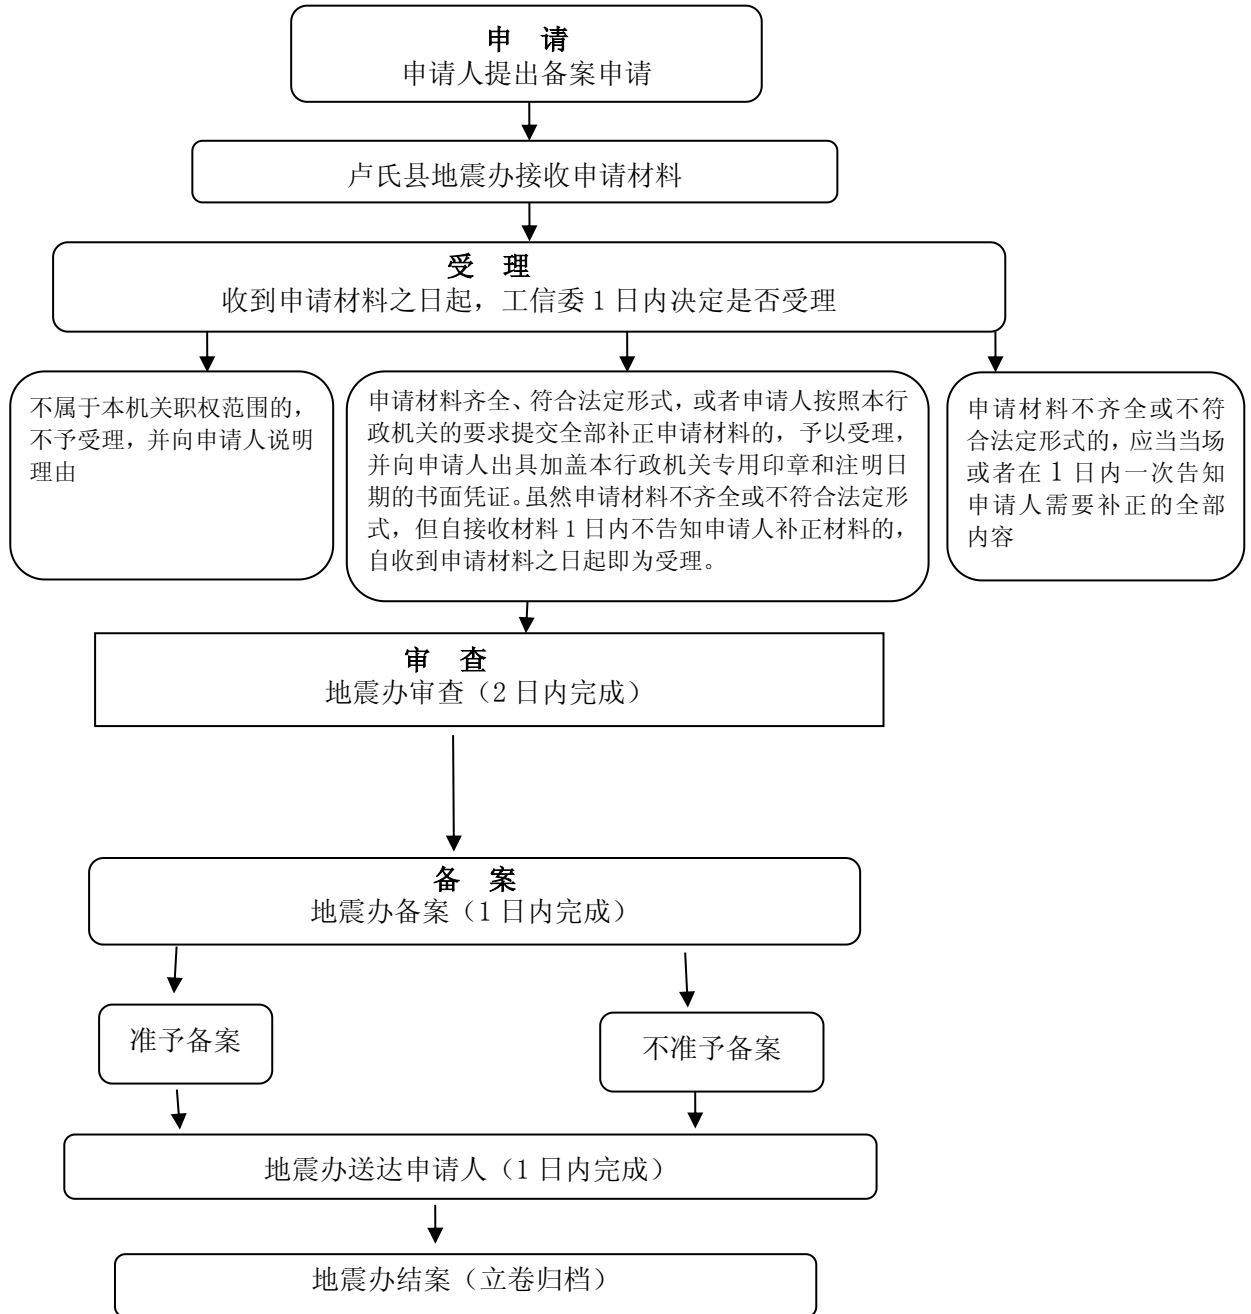 申 请
申请人提出备案申请
卢氏县地震办接收申请材料
受 理
收到申请材料之日起，工信委 1 日内决定是否受理
不属于本机关职权范围的，
不予受理，并向申请人说明
理由
申请材料齐全、符合法定形式，或者申请人按照本行
政机关的要求提交全部补正申请材料的，予以受理，
并向申请人出具加盖本行政机关专用印章和注明日
期的书面凭证。虽然申请材料不齐全或不符合法定形
式，但自接收材料 1 日内不告知申请人补正材料的，
自收到申请材料之日起即为受理。
申请材料不齐全或不符
合法定形式的，应当当场
或者在 1 日内一次告知
申请人需要补正的全部
内容
审 查
地震办审查（2 日内完成）
备 案
地震办备案（1 日内完成）
准予备案
不准予备案
地震办送达申请人（1 日内完成）
地震办结案（立卷归档）